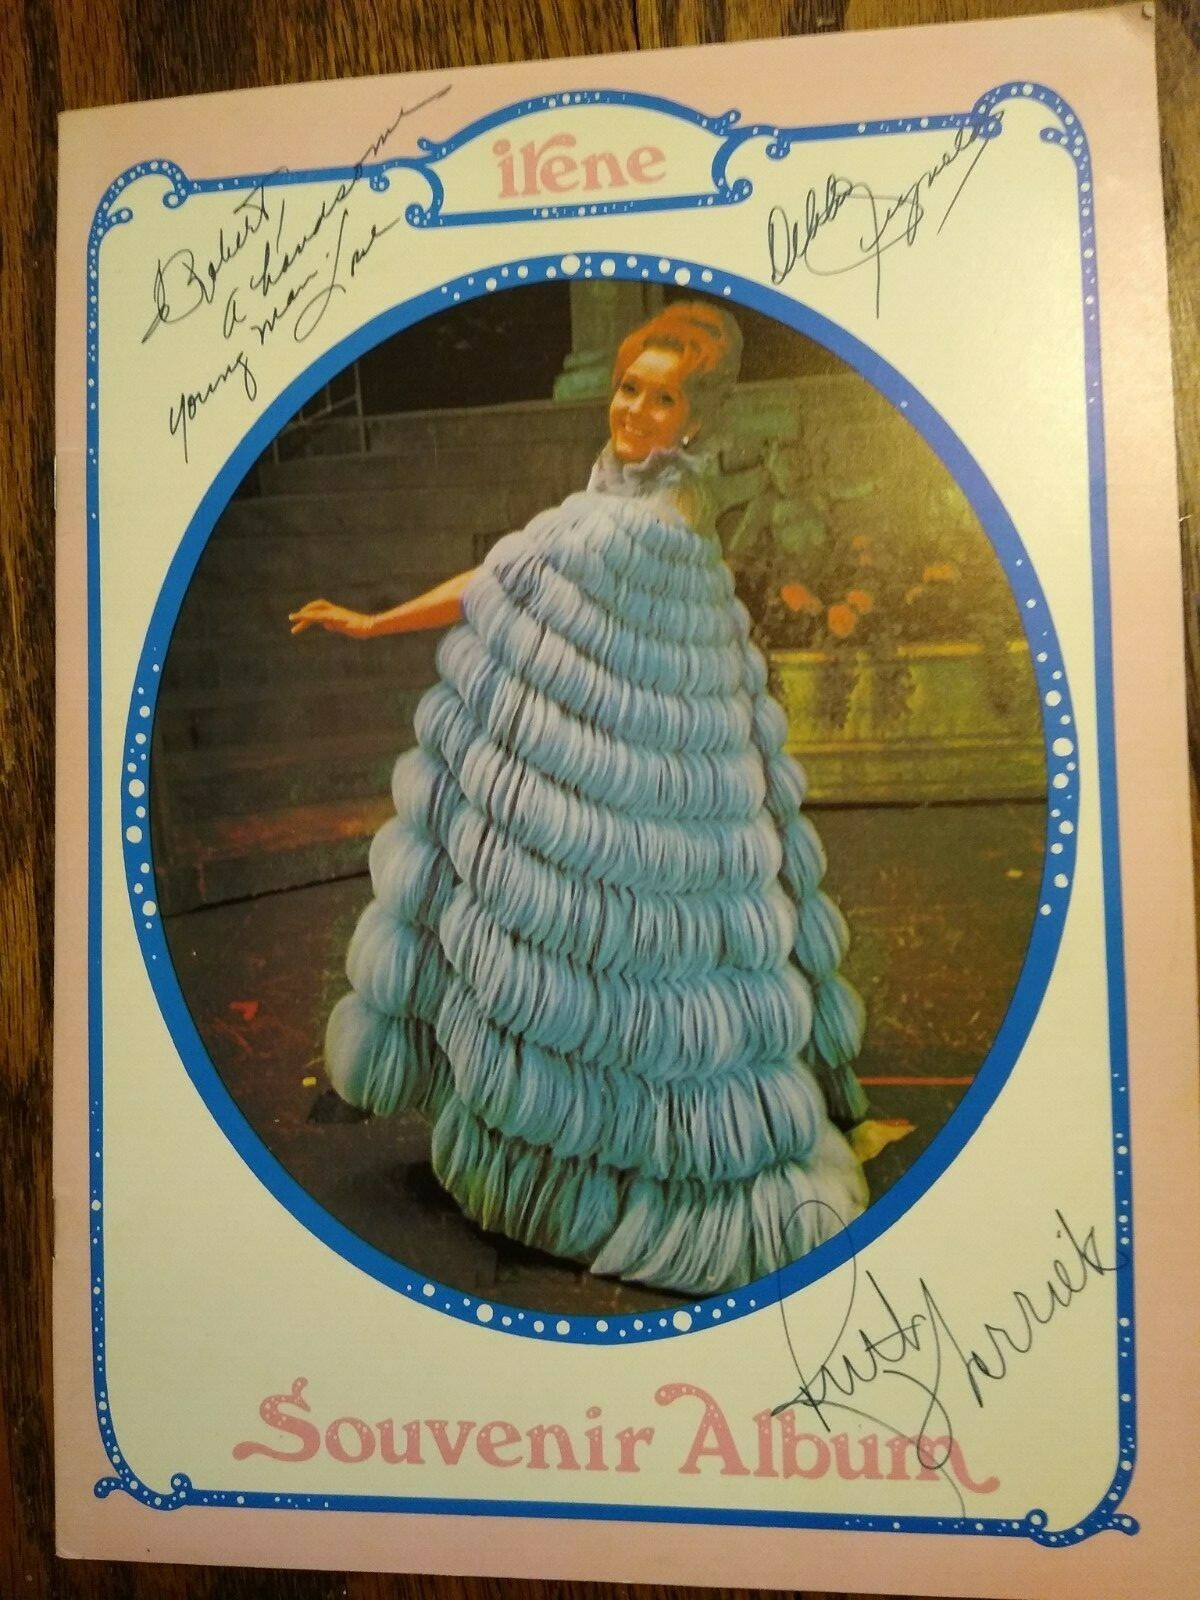 irene
Robert,
a handsome
young man.
Love
Debbie Reynolds
Ruth Warrick
Souvenir Album